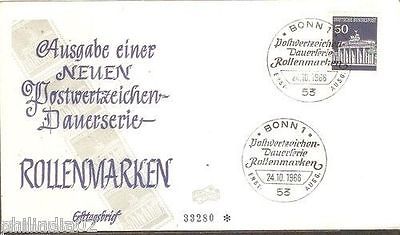 Ausgabe einer
NEUEN
Postwertzeichen-
Dauerserie
ROLLENMARKEN
Ersttagsbrief
33280 *
50
DEUTSCHE BUNDESPOST
BONN 1
Postwertzeichen-
Dauerserie
Rollenmarken
24.10.1966
ERST AUSG.
53
BONN 1
Postwertzeichen-
Dauerserie
Rollenmarken
24.10.1966
ERST AUSG.
53
philindia02